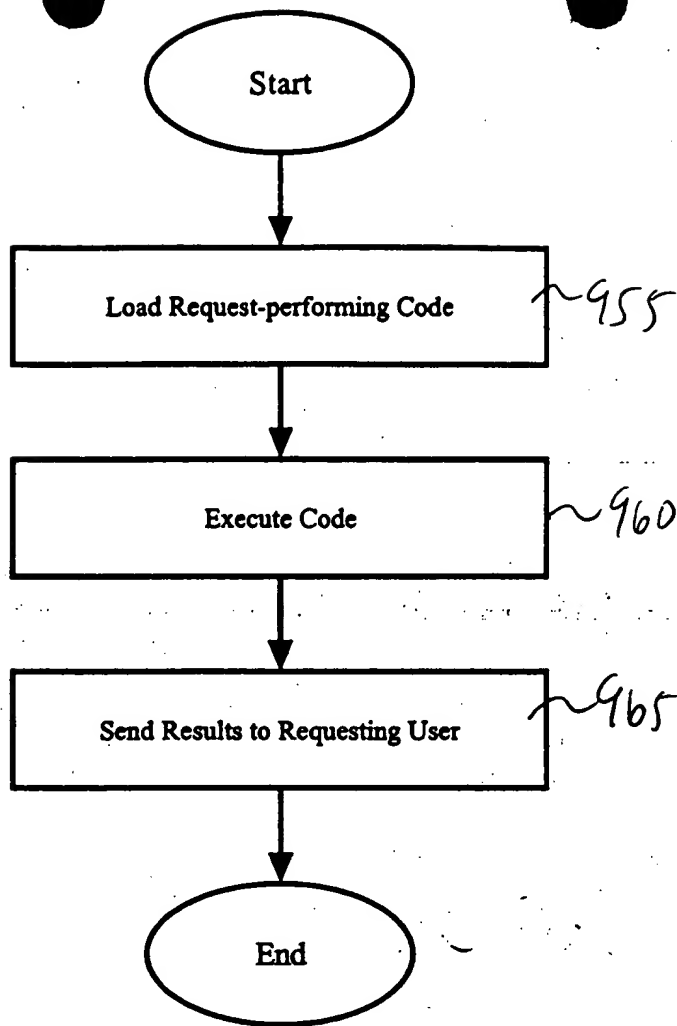 Start
Load Request-performing Code
955
Execute Code
960
Send Results to Requesting User
965
End